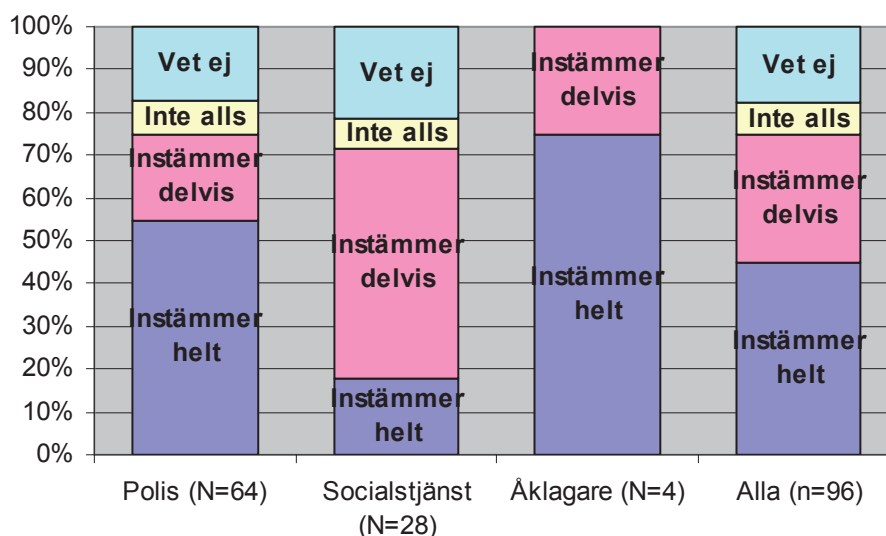 100%
90%
80%
70%
60%
50%
40%
30%
20%
10%
0%
Vet ej
Inte alls
Instämmer
delvis
Instämmer
helt
Vet ej
Inte alls
Instämmer
delvis
Instämmer
helt
Instämmer
delvis
Instämmer
helt
Vet ej
Inte alls
Instämmer
delvis
Instämmer
helt
Polis (N=64)
Socialstjänst
(N=28)
Åklagare (N=4)
Alla (n=96)